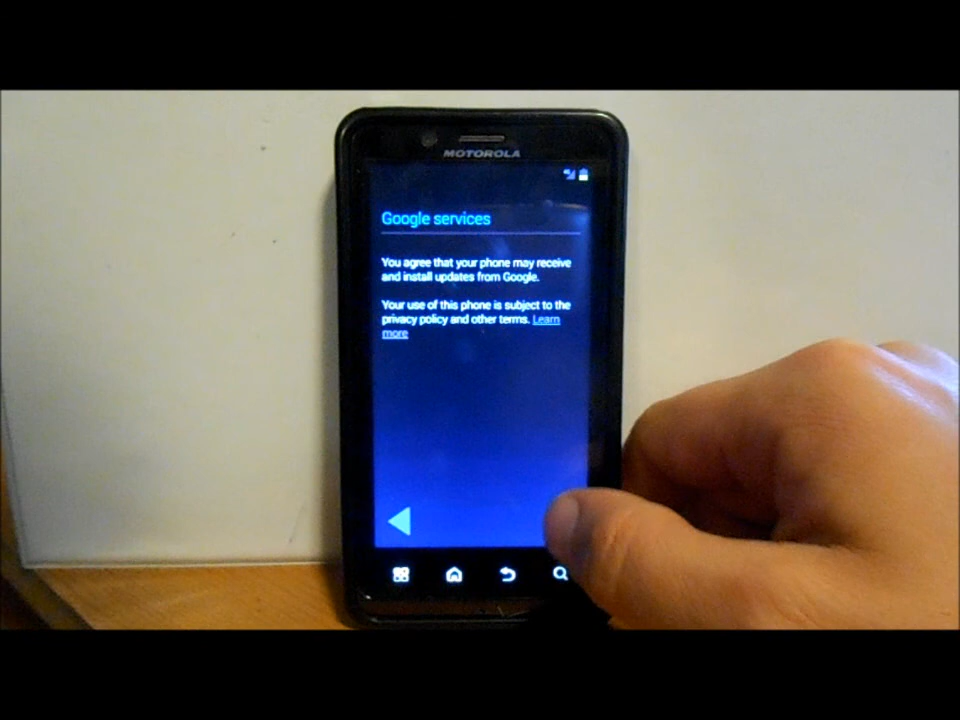 MOTOROLA
Google services
You agree that your phone may receive
and install updates from Google.
Your use of this phone is subject to the
privacy policy and other terms. Learn
more